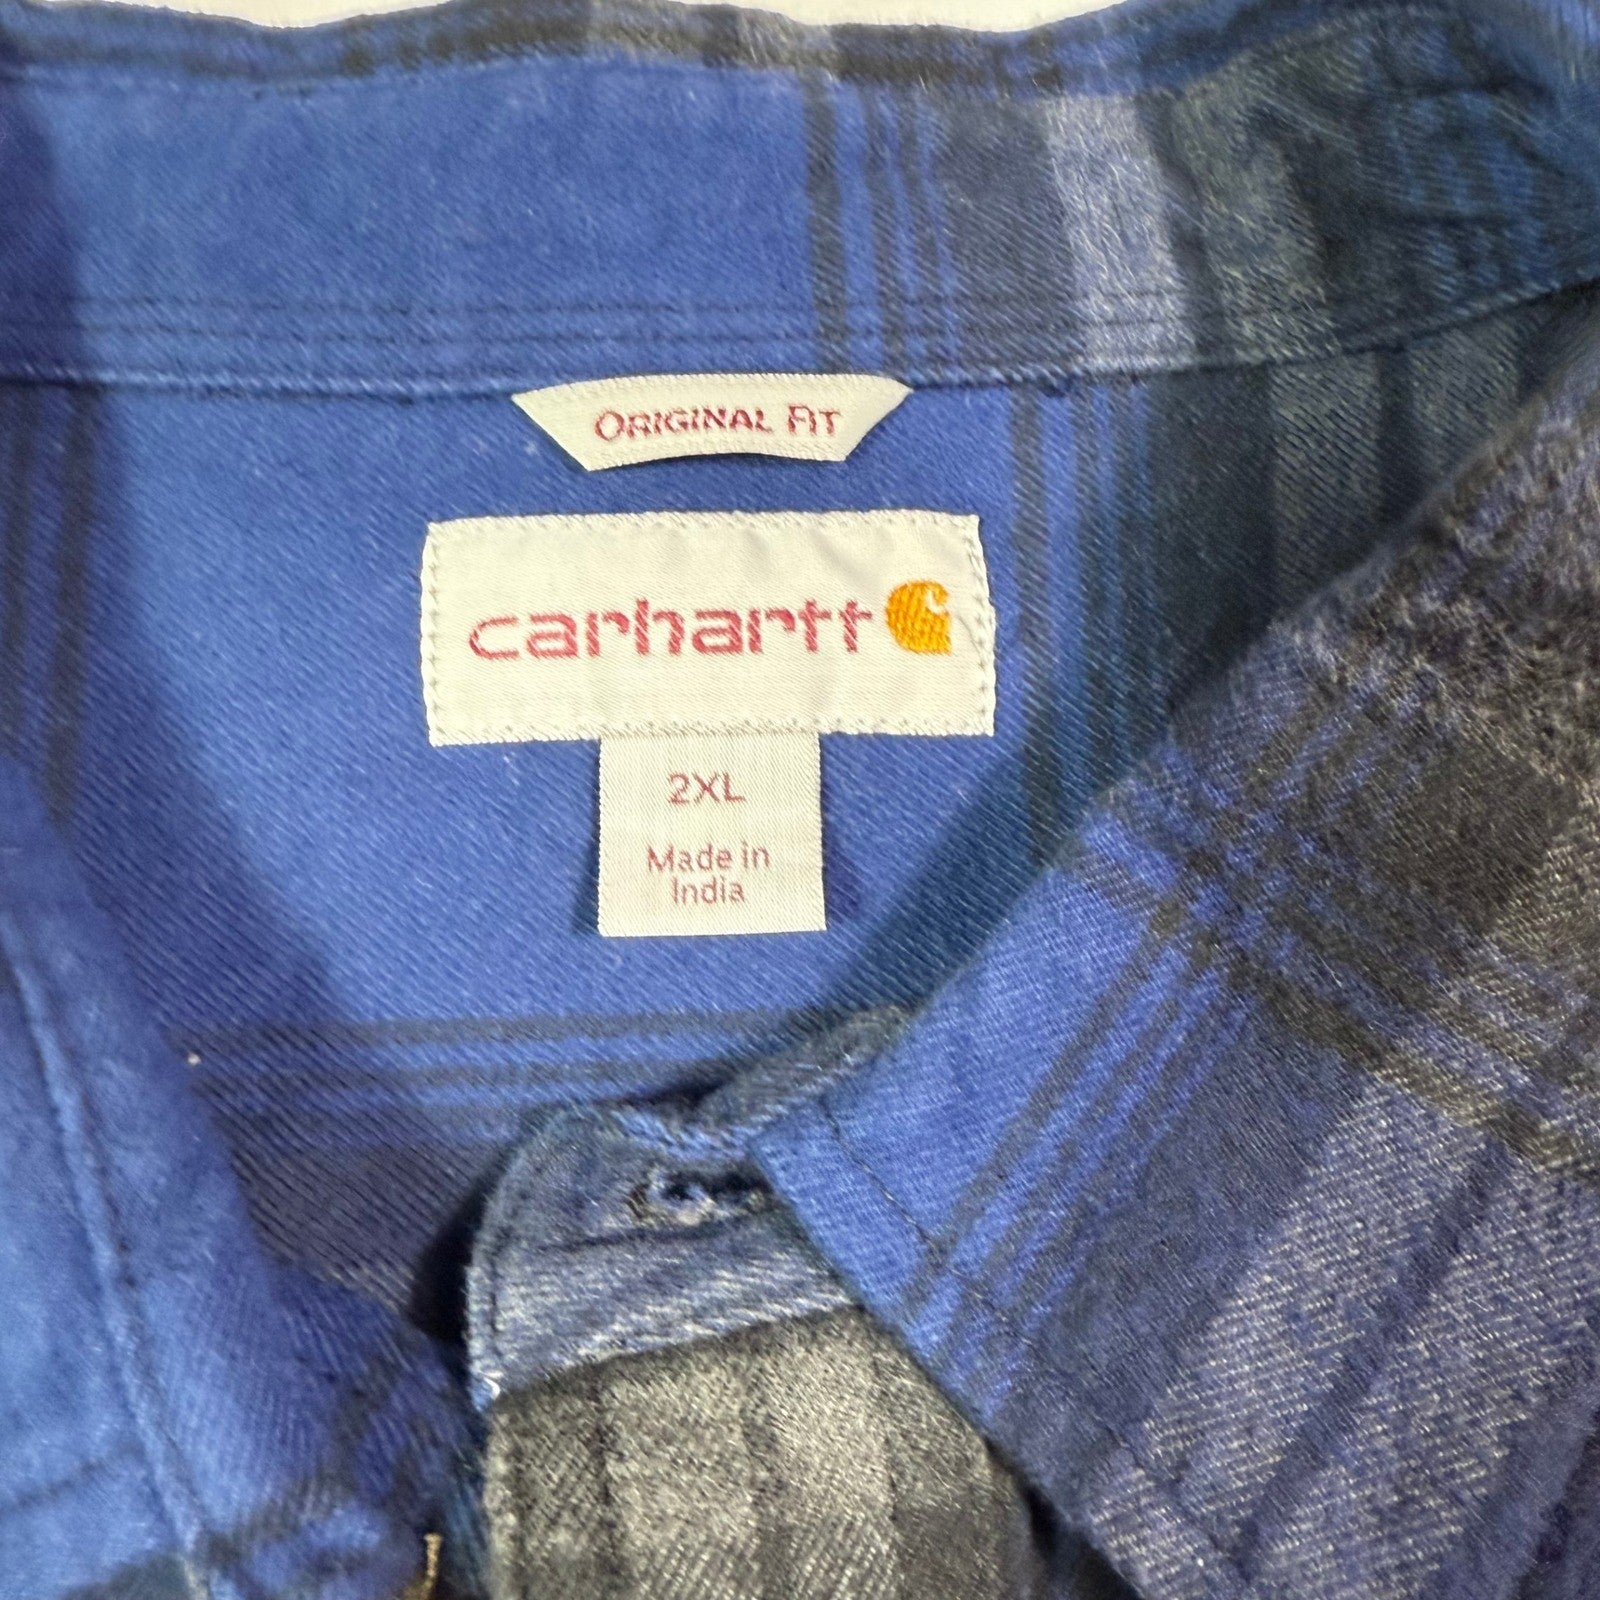 ORIGINAL FIT
carhartt
2XL
Made in
India